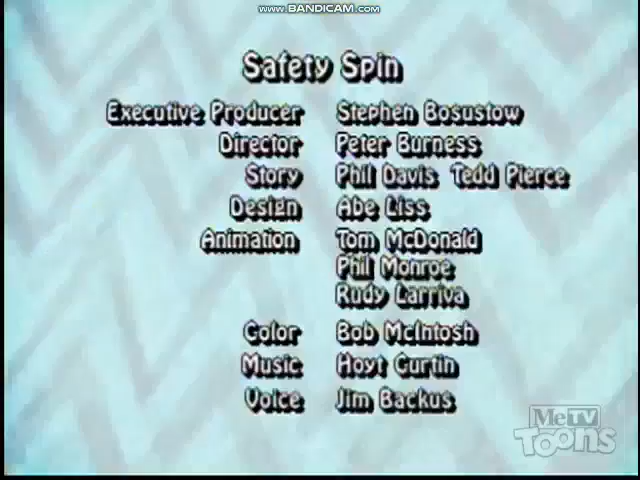 WWW.BANDICAM.COM
Safety Spin
Executive Producer Stephen Bosustow
Director Peter Burness
Story Phil Davis Tedd Pierce
Design Abe Liss
Animation Tom McDonald
Phil Monroe
Rudy Larriva
Color Bob McIntosh
Music Hoyt Curtin
Voice Jim Backus
MeTV
Toons